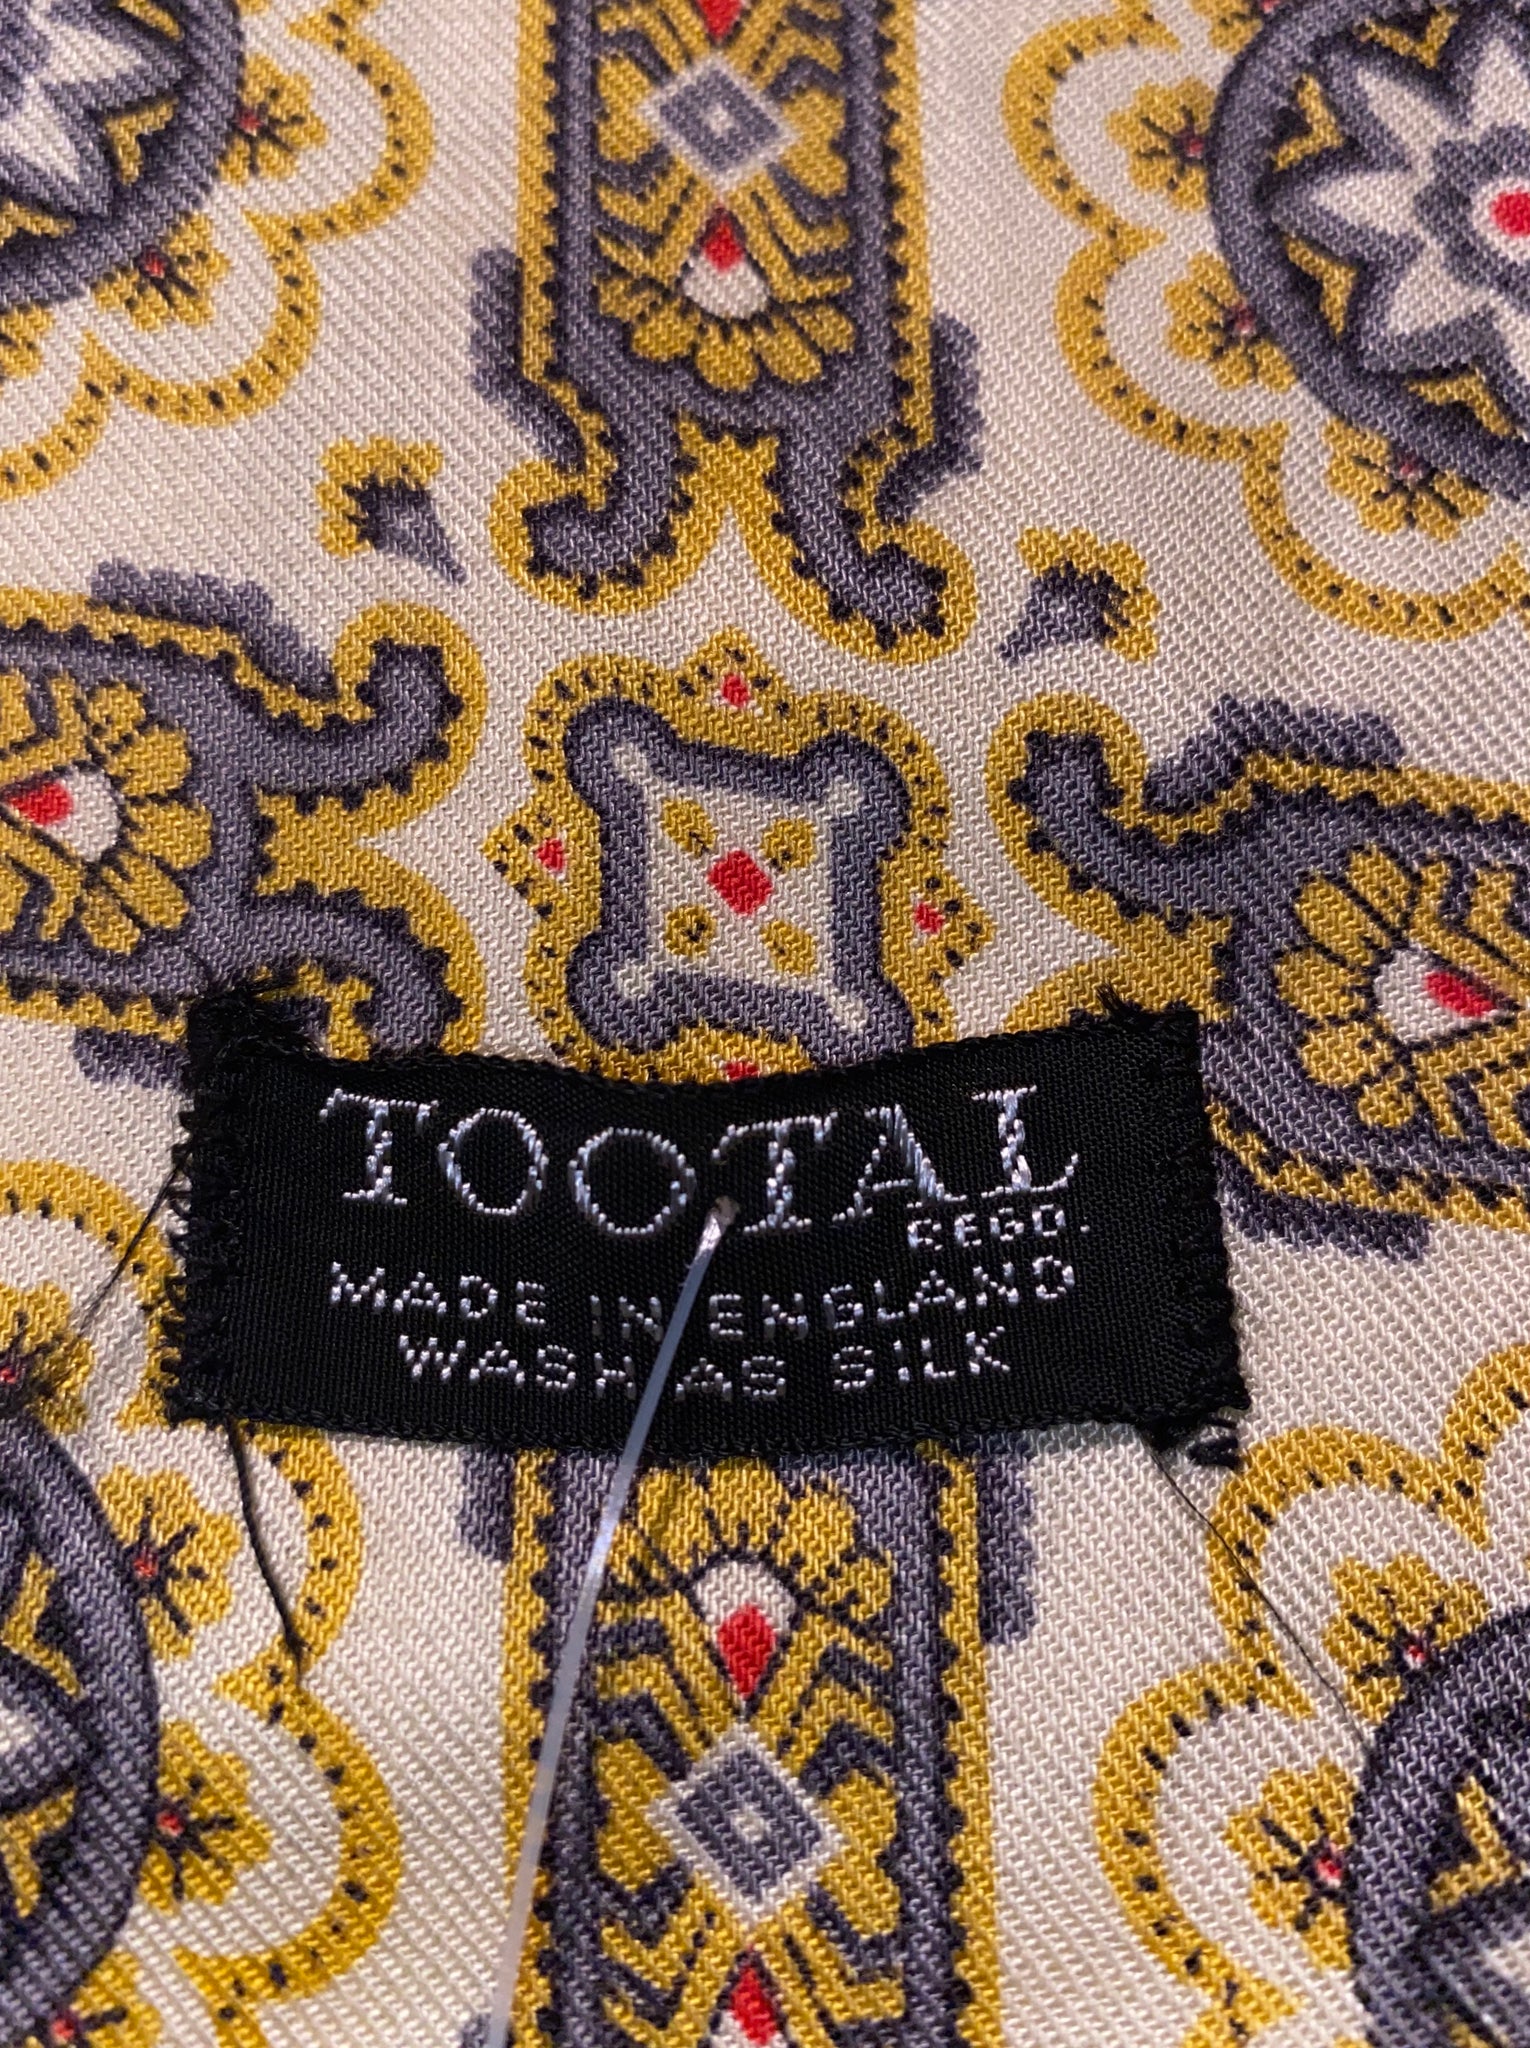 TOOTAL
REGD.
MADE IN ENGLAND
WASH AS SILK